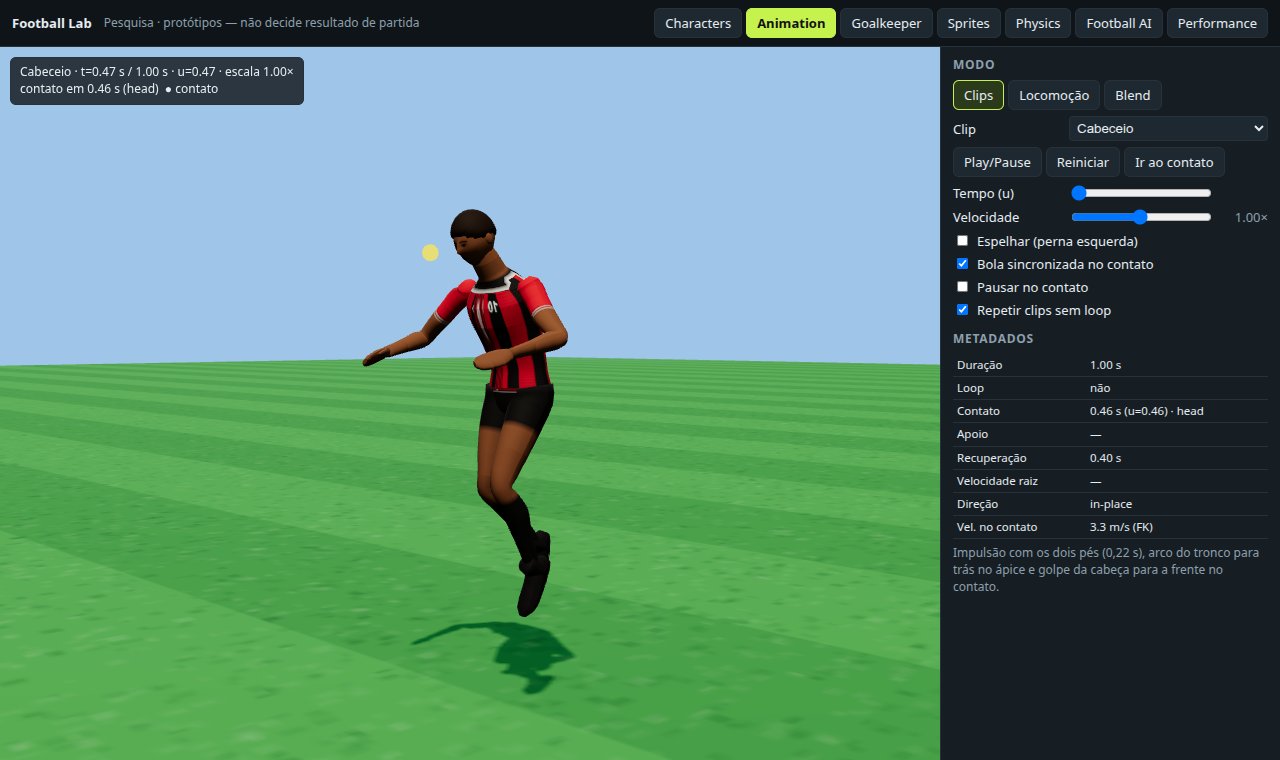 Football Lab
Pesquisa · protótipos — não decide resultado de partida
Characters
Animation
Goalkeeper
Sprites
Physics
Football AI
Performance
Cabeceio · t=0.47 s / 1.00 s · u=0.47 · escala 1.00×
contato em 0.46 s (head) ● contato
10
MODO
Clips
Locomoção
Blend
Clip
Cabeceio
Play/Pause
Reiniciar
Ir ao contato
Tempo (u)
Velocidade
1.00×
Espelhar (perna esquerda)
Bola sincronizada no contato
Pausar no contato
Repetir clips sem loop
METADADOS
Duração 1.00 s
Loop não
Contato 0.46 s (u=0.46) · head
Apoio —
Recuperação 0.40 s
Velocidade raiz —
Direção in-place
Vel. no contato 3.3 m/s (FK)
Impulsão com os dois pés (0,22 s), arco do tronco para
trás no ápice e golpe da cabeça para a frente no
contato.